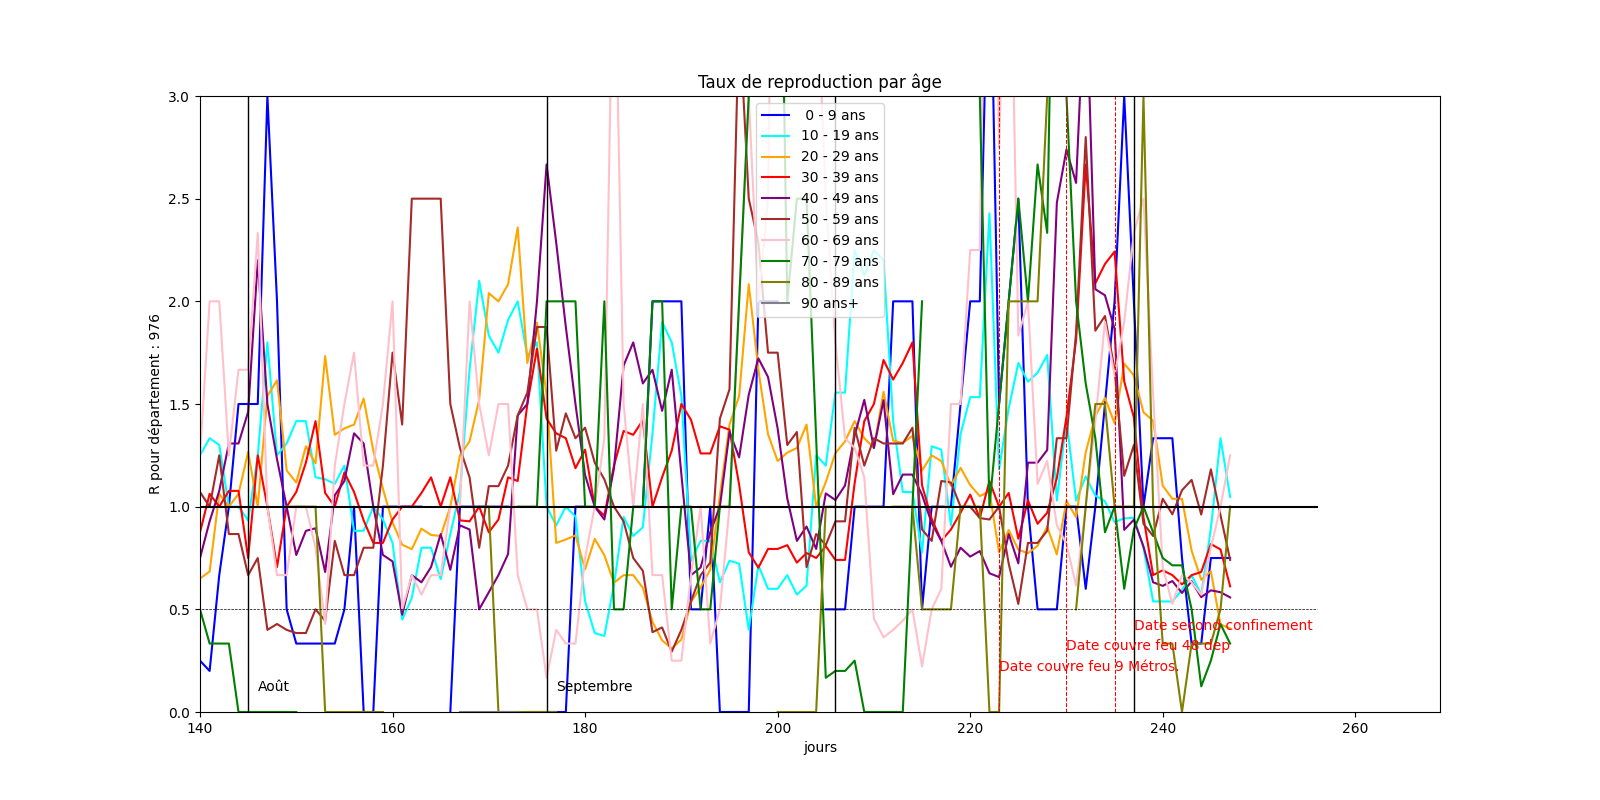 Taux de reproduction par âge
R pour département : 976
3.0
2.5
2.0
1.5
1.0
0.5
0.0
0 - 9 ans
10 - 19 ans
20 - 29 ans
30 - 39 ans
40 - 49 ans
50 - 59 ans
60 - 69 ans
70 - 79 ans
80 - 89 ans
90 ans+
Date second confinement
Date couvre feu 48 dep
Date couvre feu 9 Métros.
Août
Septembre
140
160
180
200
220
240
260
jours